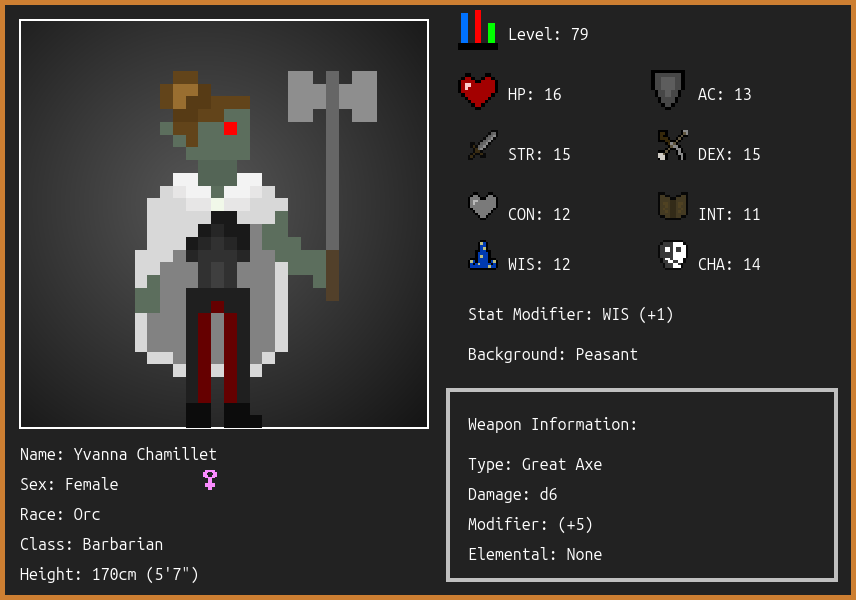 Level: 79
HP: 16
AC: 13
STR: 15
DEX: 15
CON: 12
INT: 11
WIS: 12
CHA: 14
Stat Modifier: WIS (+1)
Background: Peasant
Weapon Information:
Type: Great Axe
Damage: d6
Modifier: (+5)
Elemental: None
Name: Yvanna Chamillet
Sex: Female
Race: Orc
Class: Barbarian
Height: 170cm (5'7")